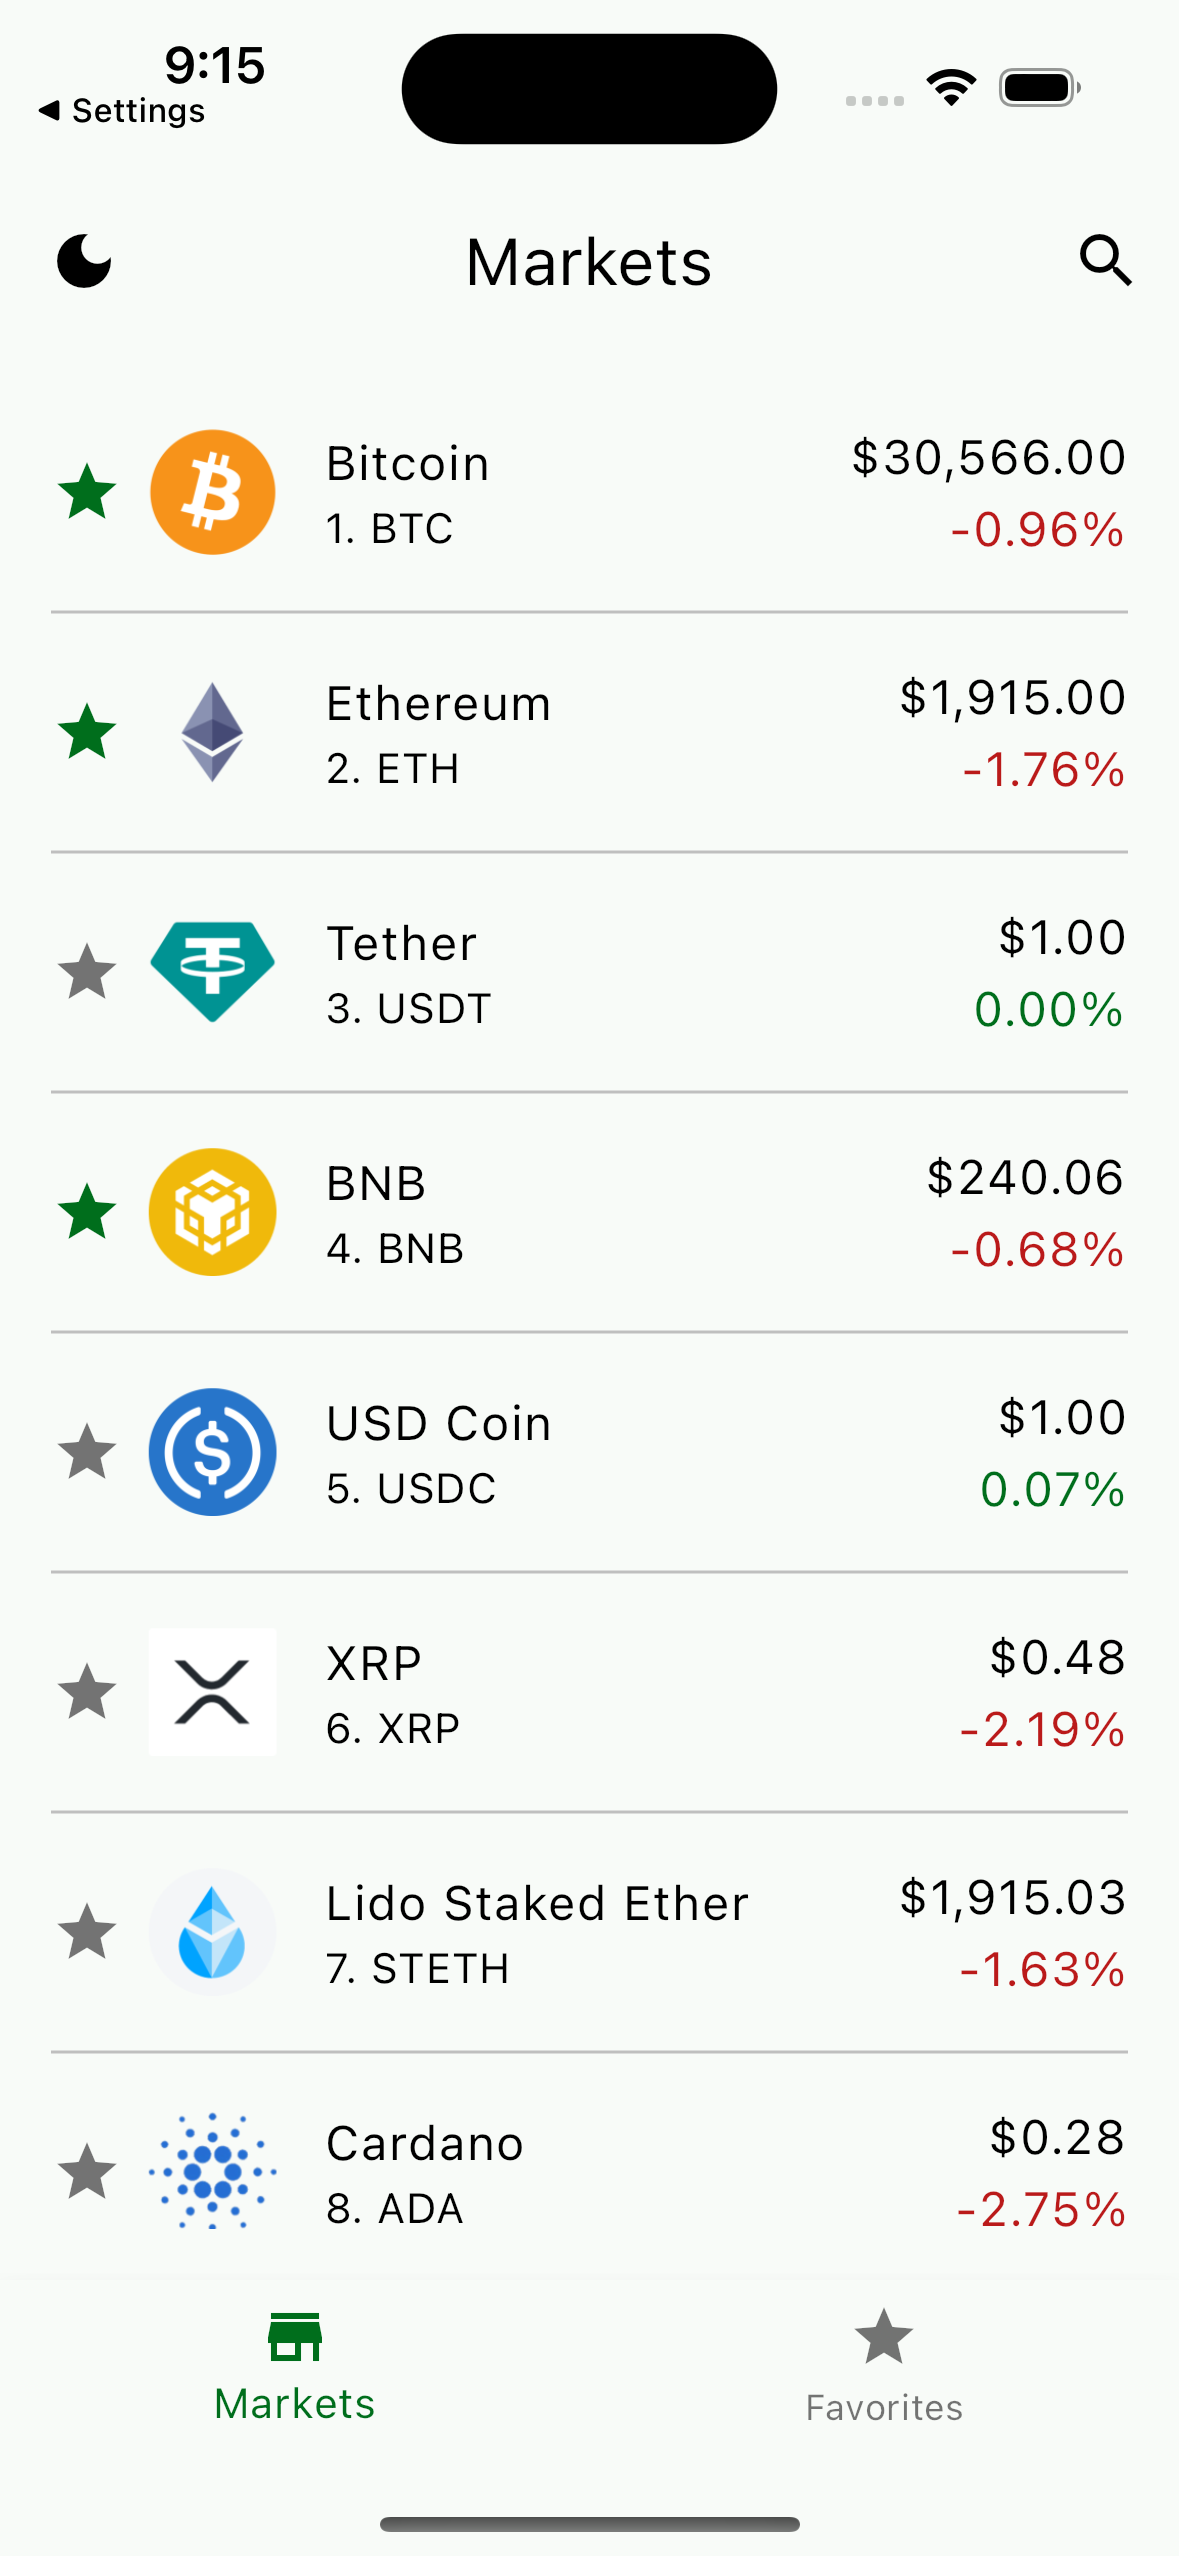 9:15
Settings
Markets
Bitcoin
1. BTC
$30,566.00
-0.96%
Ethereum
2. ETH
$1,915.00
-1.76%
Tether
3. USDT
$1.00
0.00%
BNB
4. BNB
$240.06
-0.68%
USD Coin
5. USDC
$1.00
0.07%
XRP
6. XRP
$0.48
-2.19%
Lido Staked Ether
7. STETH
$1,915.03
-1.63%
Cardano
8. ADA
$0.28
-2.75%
Markets
Favorites